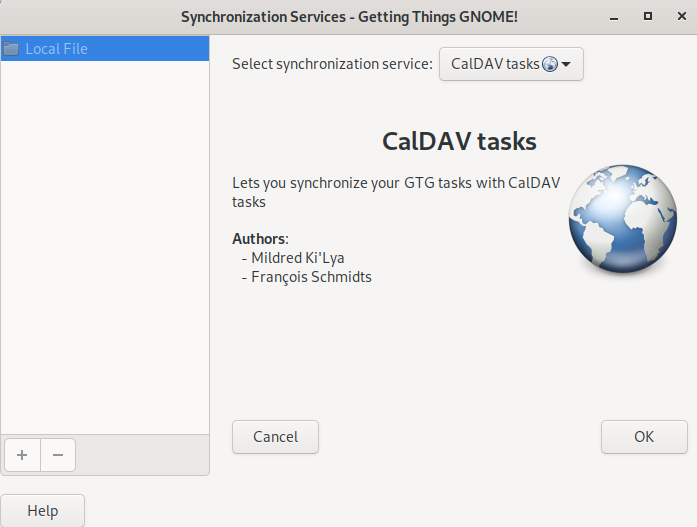 Synchronization Services - Getting Things GNOME!
Local File
Select synchronization service: CalDAV tasks
CalDAV tasks
Lets you synchronize your GTG tasks with CalDAV
tasks
Authors:
- Mildred Ki'Lya
- François Schmidts
Cancel
OK
+
−
Help